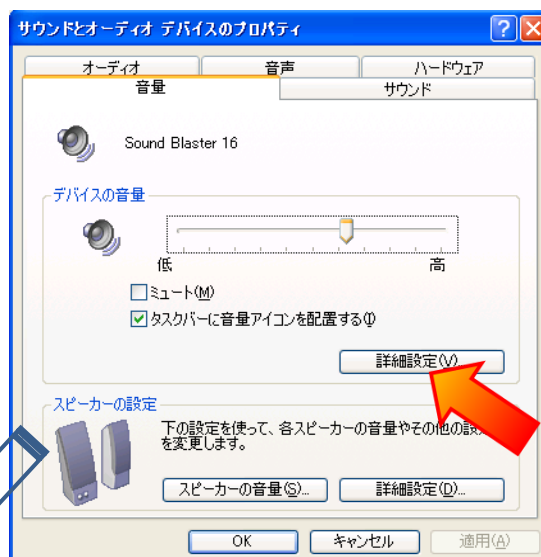 サウンドとオーディオ デバイスのプロパティ
オーディオ 音声 ハードウェア
音量 サウンド
Sound Blaster 16
デバイスの音量
低 高
ミュート(M)
タスクバーに音量アイコンを配置する(I)
詳細設定(V)
スピーカーの設定
下の設定を使って、各スピーカーの音量やその他の設
を変更します。
スピーカーの音量(S)... 詳細設定(D)...
OK キャンセル 適用(A)